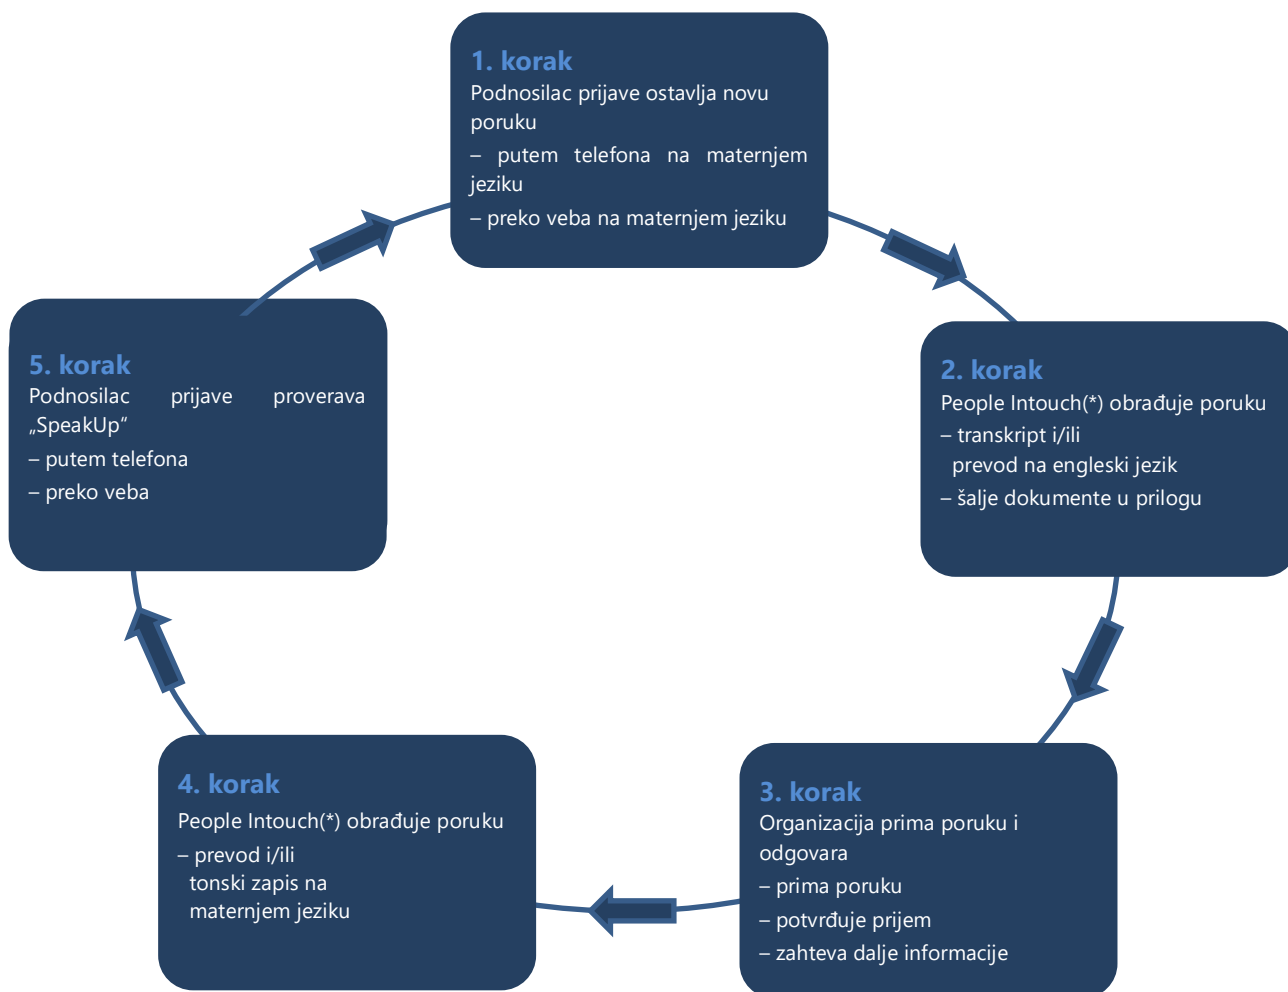 1. korak
Podnosilac prijave ostavlja novu
poruku
– putem telefona na maternjem
jeziku
– preko veba na maternjem jeziku
2. korak
People Intouch(*) obrađuje poruku
– transkript i/ili
prevod na engleski jezik
– šalje dokumente u prilogu
3. korak
Organizacija prima poruku i
odgovara
– prima poruku
– potvrđuje prijem
– zahteva dalje informacije
4. korak
People Intouch(*) obrađuje poruku
– prevod i/ili
tonski zapis na
maternjem jeziku
5. korak
Podnosilac prijave proverava
„SpeakUp“
– putem telefona
– preko veba